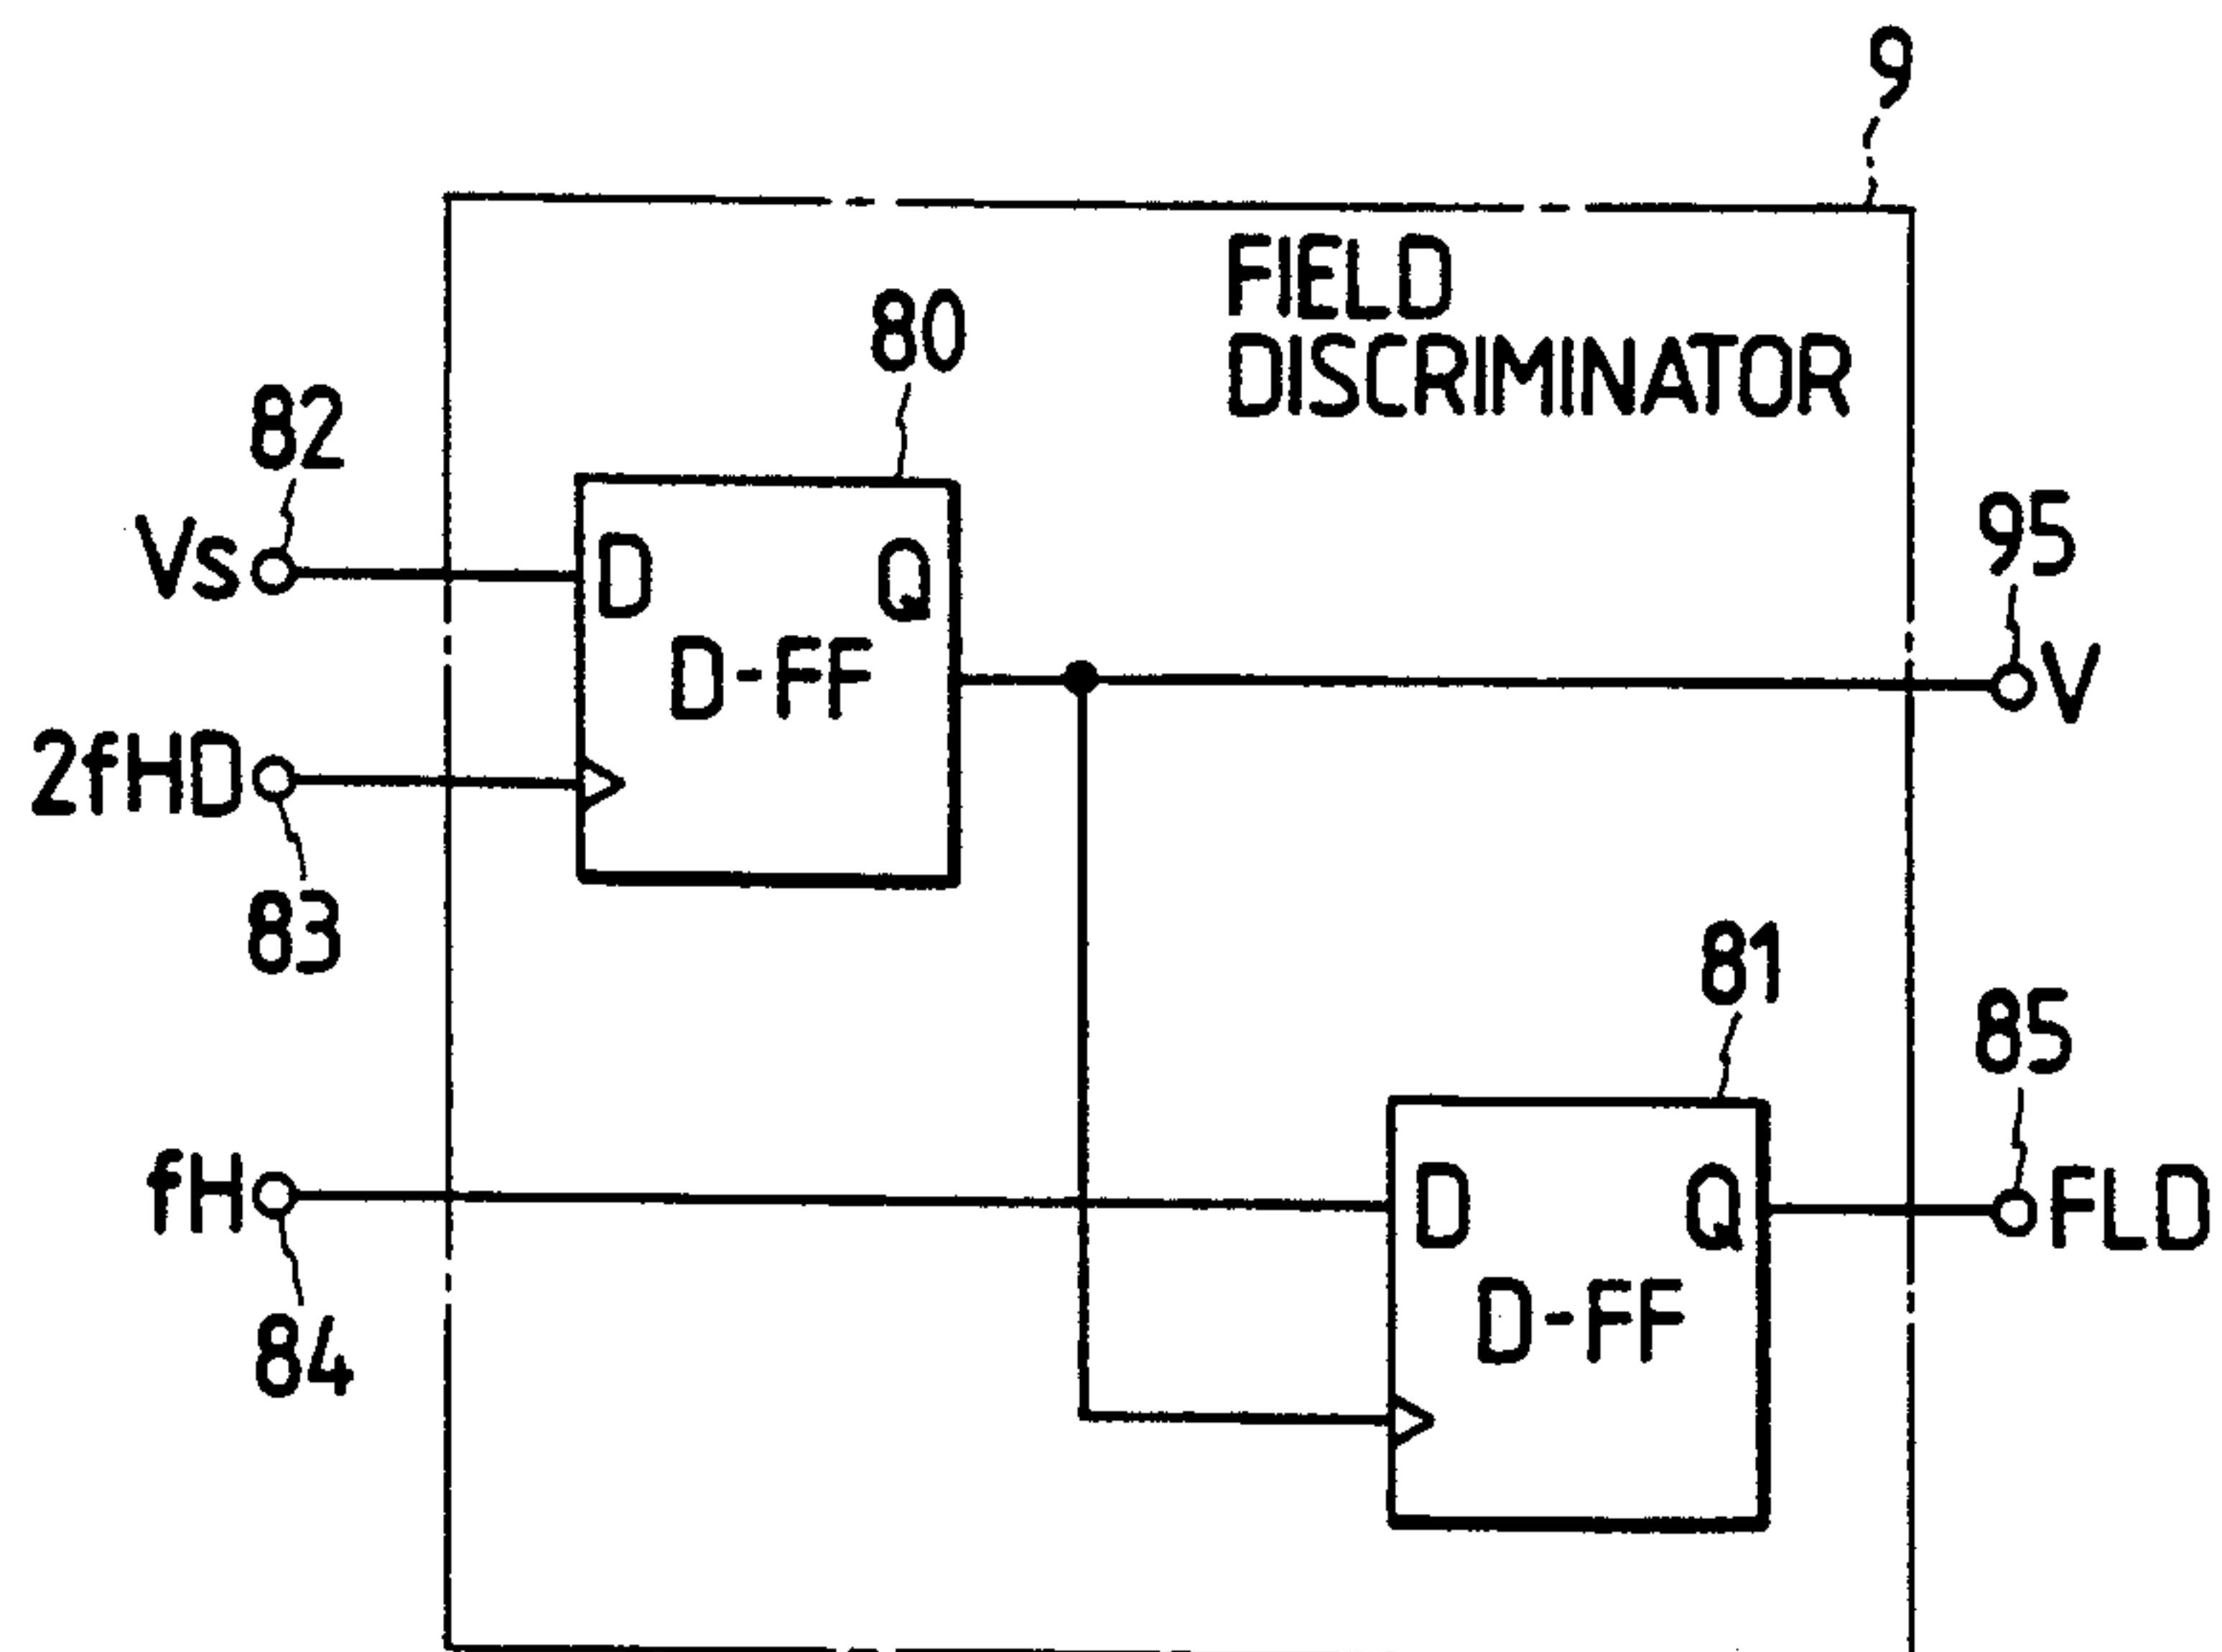 9
FIELD
DISCRIMINATOR
80
82
Vs
D
Q
D-FF
95
V
2fHD
83
81
85
fH
D
Q
FLD
D-FF
84